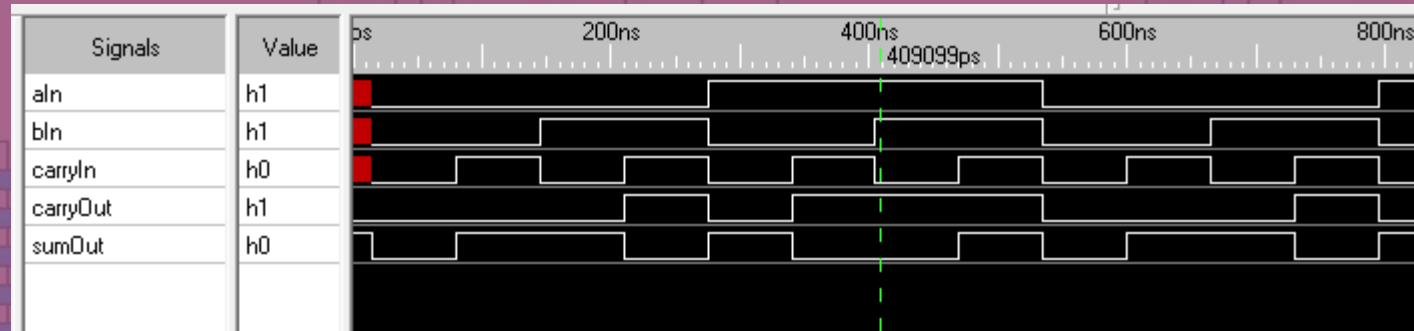 Signals Value ps 200ns 400ns 600ns 800ns
409099ps
aIn h1
bIn h1
carryIn h0
carryOut h1
sumOut h0